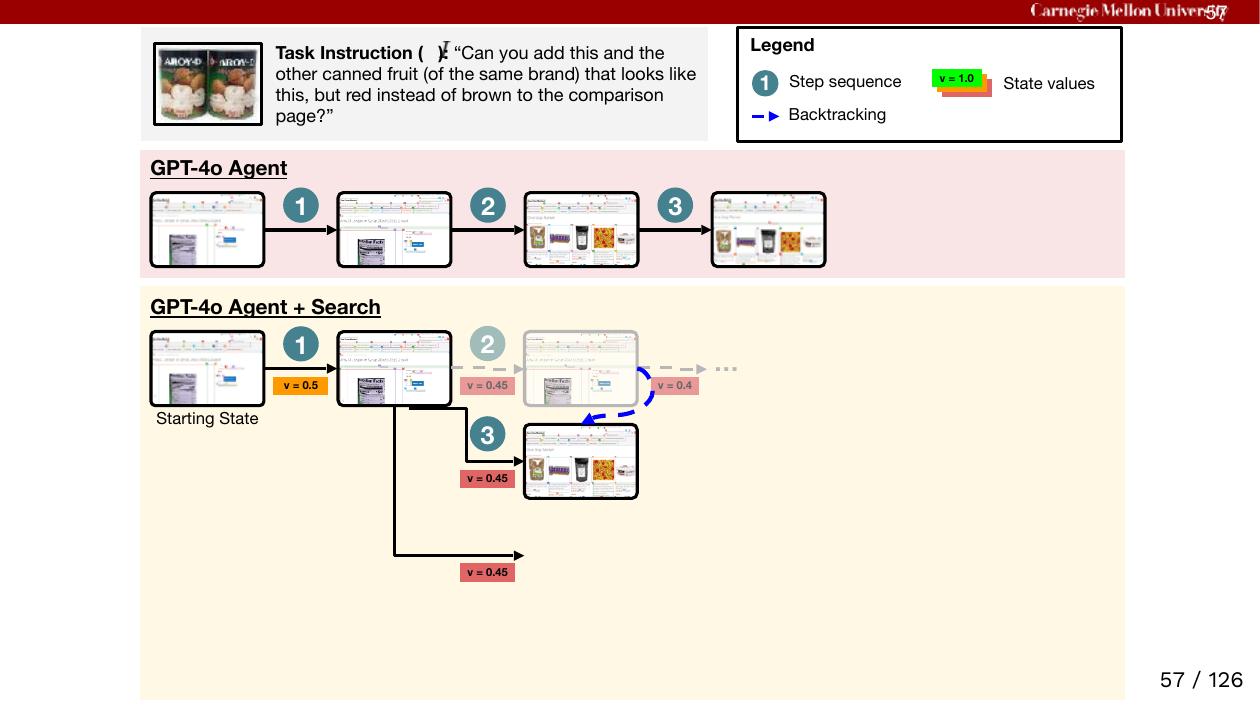 Carnegie Mellon University
57
AROY-D AROY-D
Task Instruction ( ): “Can you add this and the
other canned fruit (of the same brand) that looks like
this, but red instead of brown to the comparison
page?”
Legend
1 Step sequence
v = 1.0 State values
Backtracking
GPT-4o Agent
1 2 3
GPT-4o Agent + Search
1 2
v = 0.5 v = 0.45 v = 0.4 ...
Starting State
3
v = 0.45
v = 0.45
57 / 126